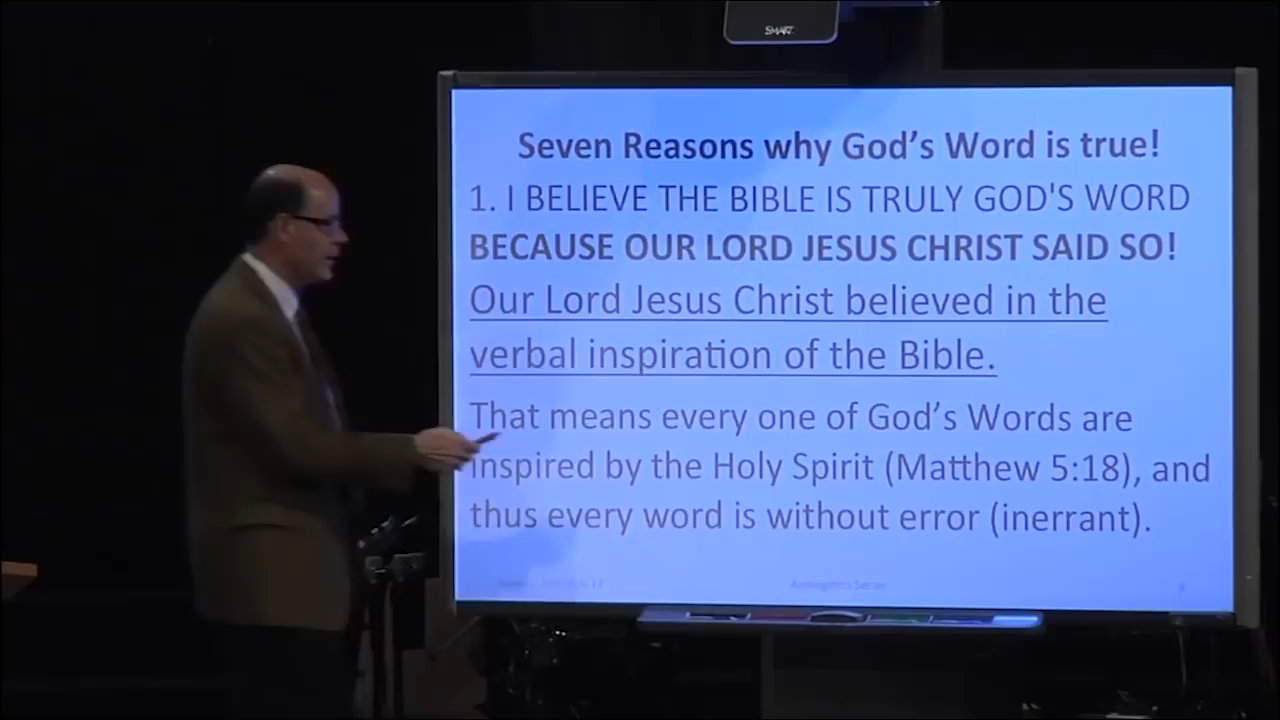 SMART
Seven Reasons why God’s Word is true!
1. I BELIEVE THE BIBLE IS TRULY GOD'S WORD
BECAUSE OUR LORD JESUS CHRIST SAID SO!
Our Lord Jesus Christ believed in the
verbal inspiration of the Bible.
That means every one of God’s Words are
inspired by the Holy Spirit (Matthew 5:18), and
thus every word is without error (inerrant).
Apologetics Series